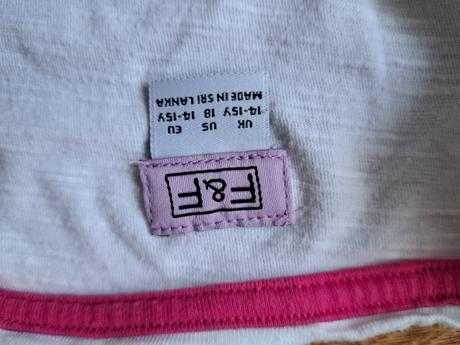 F&F
UK US EU
14-15Y 18 14-15Y
MADE IN SRI LANKA